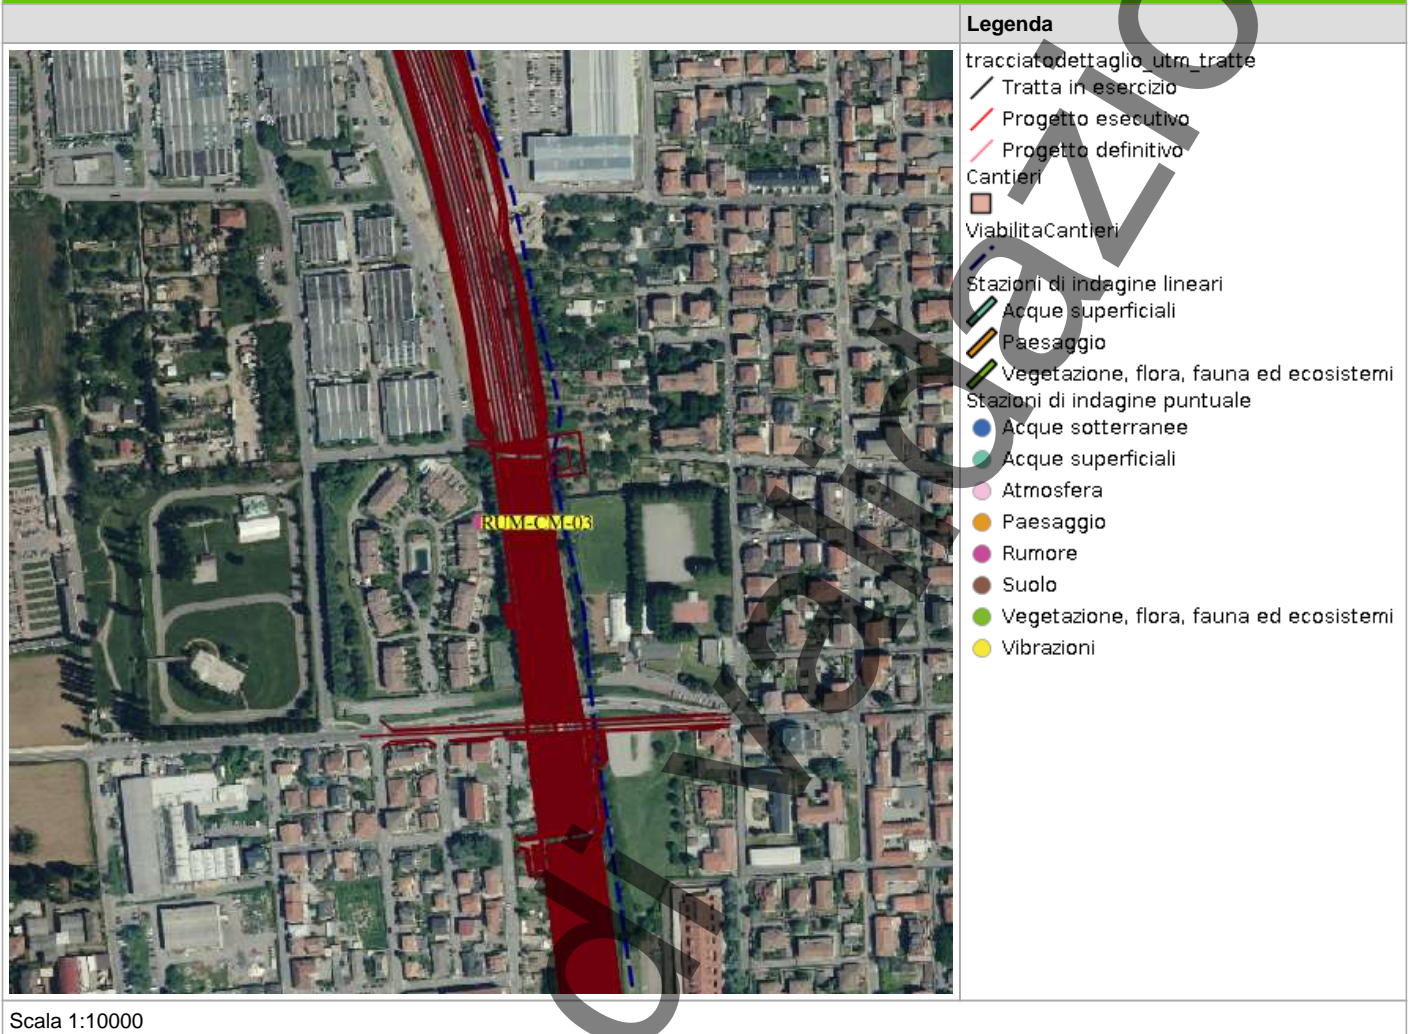 Legenda
tracciatodettaglio_utm_tratte
Tratta in esercizio
Progetto esecutivo
Progetto definitivo
Cantieri
ViabilitaCantieri
Stazioni di indagine lineari
Acque superficiali
Paesaggio
Vegetazione, flora, fauna ed ecosistemi
Stazioni di indagine puntuale
Acque sotterranee
Acque superficiali
Atmosfera
Paesaggio
Rumore
Suolo
Vegetazione, flora, fauna ed ecosistemi
Vibrazioni
RUM-CM-03
Scala 1:10000
di validazio